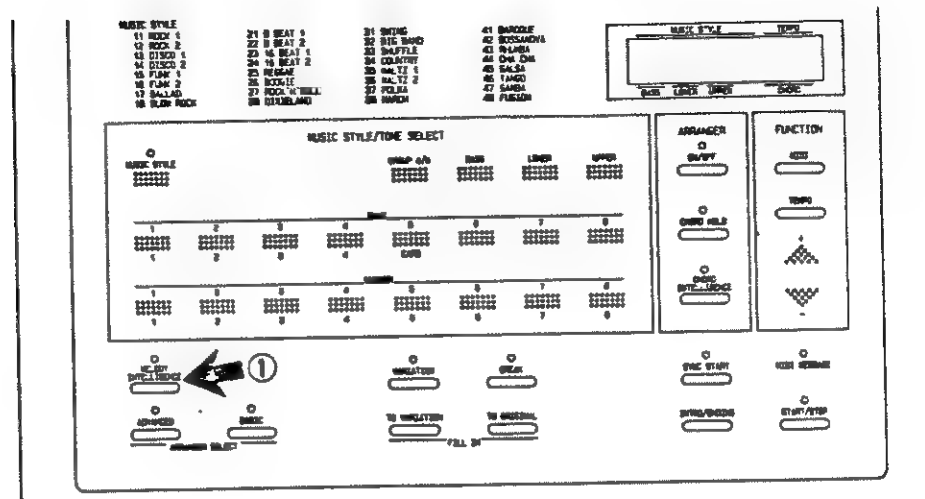 MUSIC STYLE
11 ROCK 1
12 ROCK 2
13 DISCO 1
14 DISCO 2
15 FUNK 1
16 FUNK 2
17 BALLAD
18 SLOW ROCK
21 8 BEAT 1
22 8 BEAT 2
23 16 BEAT 1
24 16 BEAT 2
25 REGGAE
26 BOOGIE
27 ROCK'N'ROLL
28 DIXIELAND
31 SWING
32 BIG BAND
33 SHUFFLE
34 COUNTRY
35 WALTZ 1
36 WALTZ 2
37 POLKA
38 MARCH
41 BAROQUE
42 BOSSANOVA
43 RHUMBA
44 CHA CHA
45 SALSA
46 TANGO
47 SAMBA
48 FUSION
MUSIC STYLE TEMPO
BASS LOWER UPPER CHORD
MUSIC STYLE/TONE SELECT
MUSIC STYLE GROUP A/B BASS LOWER UPPER
1 2 3 4 5 6 7 8
1 2 3 4 CARD
1 2 3 4 5 6 7 8
1 2 3 4 5 6 7 8
ARRANGER
ON/OFF
CHORD HOLD
CHORD
INTELLIGENCE
FUNCTION
TEMPO
+
-
MELODY
INTELLIGENCE
1
VARIATION BREAK
SYNC START
ADVANCED BASIC
ARRANGER SELECT
TO VARIATION TO ORIGINAL
FILL IN
INTRO/ENDING START/STOP